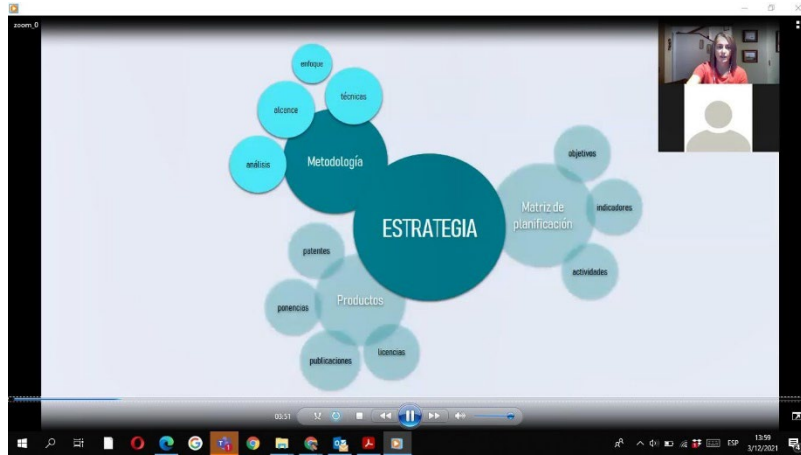 zoom_0
enfoque
técnicas
alcance
análisis
Metodología
ESTRATEGIA
Matriz de
planificación
objetivos
indicadores
actividades
patentes
Productos
ponencias
publicaciones
licencias
03:51
ESP
13:59
3/12/2021